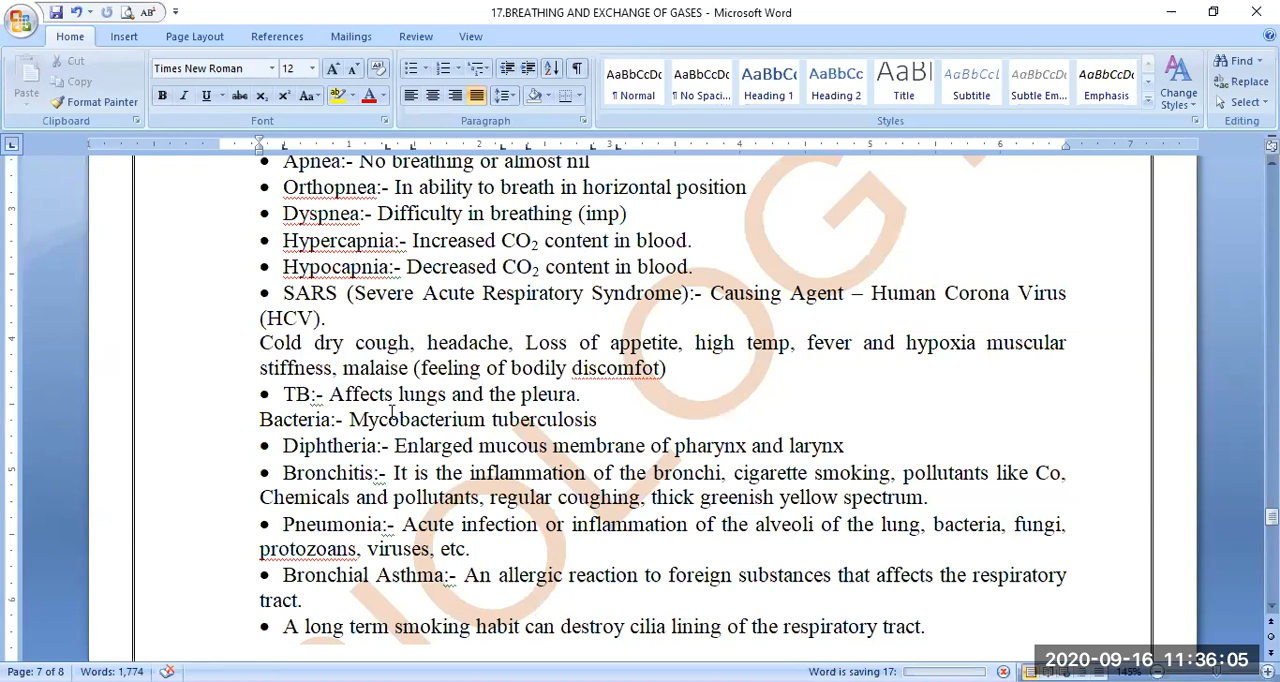 17.BREATHING AND EXCHANGE OF GASES - Microsoft Word
Home Insert Page Layout References Mailings Review View
Cut
Copy
Format Painter
Paste
Clipboard
Times New Roman 12
Font
Paragraph
AaBbCcDc AaBbCcDc AaBbCc AaBbCc AaBl AaBbCcL AaBbCcDc AaBbCcDc
¶ Normal ¶ No Spaci... Heading 1 Heading 2 Title Subtitle Subtle Em... Emphasis
Change Styles
Styles
Find
Replace
Select
Editing
1 1 2 3 4 5 6 7
• Apnea:- No breathing or almost nil
• Orthopnea:- In ability to breath in horizontal position
• Dyspnea:- Difficulty in breathing (imp)
• Hypercapnia:- Increased CO₂ content in blood.
• Hypocapnia:- Decreased CO₂ content in blood.
• SARS (Severe Acute Respiratory Syndrome):- Causing Agent – Human Corona Virus
(HCV).
Cold dry cough, headache, Loss of appetite, high temp, fever and hypoxia muscular
stiffness, malaise (feeling of bodily discomfot)
• TB:- Affects lungs and the pleura.
Bacteria:- Mycobacterium tuberculosis
• Diphtheria:- Enlarged mucous membrane of pharynx and larynx
• Bronchitis:- It is the inflammation of the bronchi, cigarette smoking, pollutants like Co,
Chemicals and pollutants, regular coughing, thick greenish yellow spectrum.
• Pneumonia:- Acute infection or inflammation of the alveoli of the lung, bacteria, fungi,
protozoans, viruses, etc.
• Bronchial Asthma:- An allergic reaction to foreign substances that affects the respiratory
tract.
• A long term smoking habit can destroy cilia lining of the respiratory tract.
Page: 7 of 8 Words: 1,774 Word is saving 17: 145%
2020-09-16 11:36:05